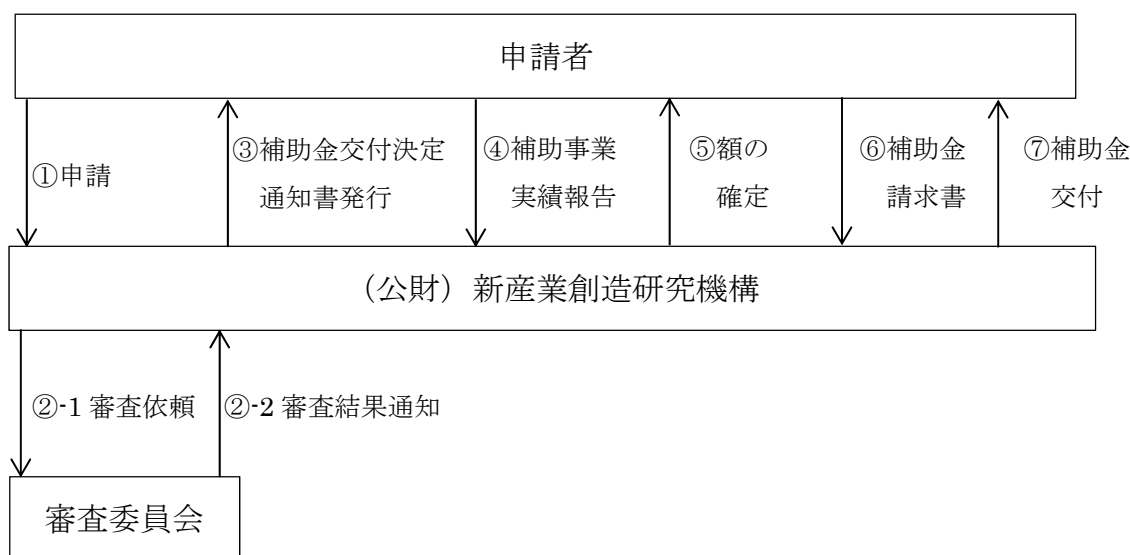 申請者
①申請
③補助金交付決定
通知書発行
④補助事業
実績報告
⑤額の
確定
⑥補助金
請求書
⑦補助金
交付
（公財）新産業創造研究機構
②-1 審査依頼
②-2 審査結果通知
審査委員会